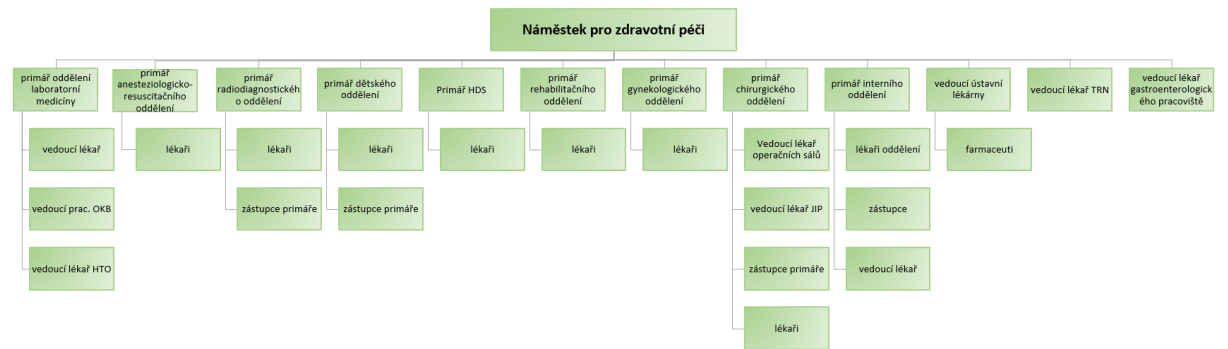 Náměstek pro zdravotní péči
primář oddělení
laboratorní
medicíny
primář
anesteziologicko-
resuscitačního
oddělení
primář
radiodiagnostickéh
o oddělení
primář dětského
oddělení
Primář HDS
primář
rehabilitačního
oddělení
primář
gynekologického
oddělení
primář
chirurgického
oddělení
primář interního
oddělení
vedoucí ústavní
lékárny
vedoucí lékař TRN
vedoucí lékař
gastroenterologick
ého pracoviště
vedoucí lékař
lékaři
lékaři
lékaři
lékaři
lékaři
lékaři
Vedoucí lékař
operačních sálů
lékaři oddělení
farmaceuti
vedoucí prac. OKB
zástupce primáře
zástupce primáře
vedoucí lékař JIP
zástupce
vedoucí lékař HTO
zástupce primáře
vedoucí lékař
lékaři